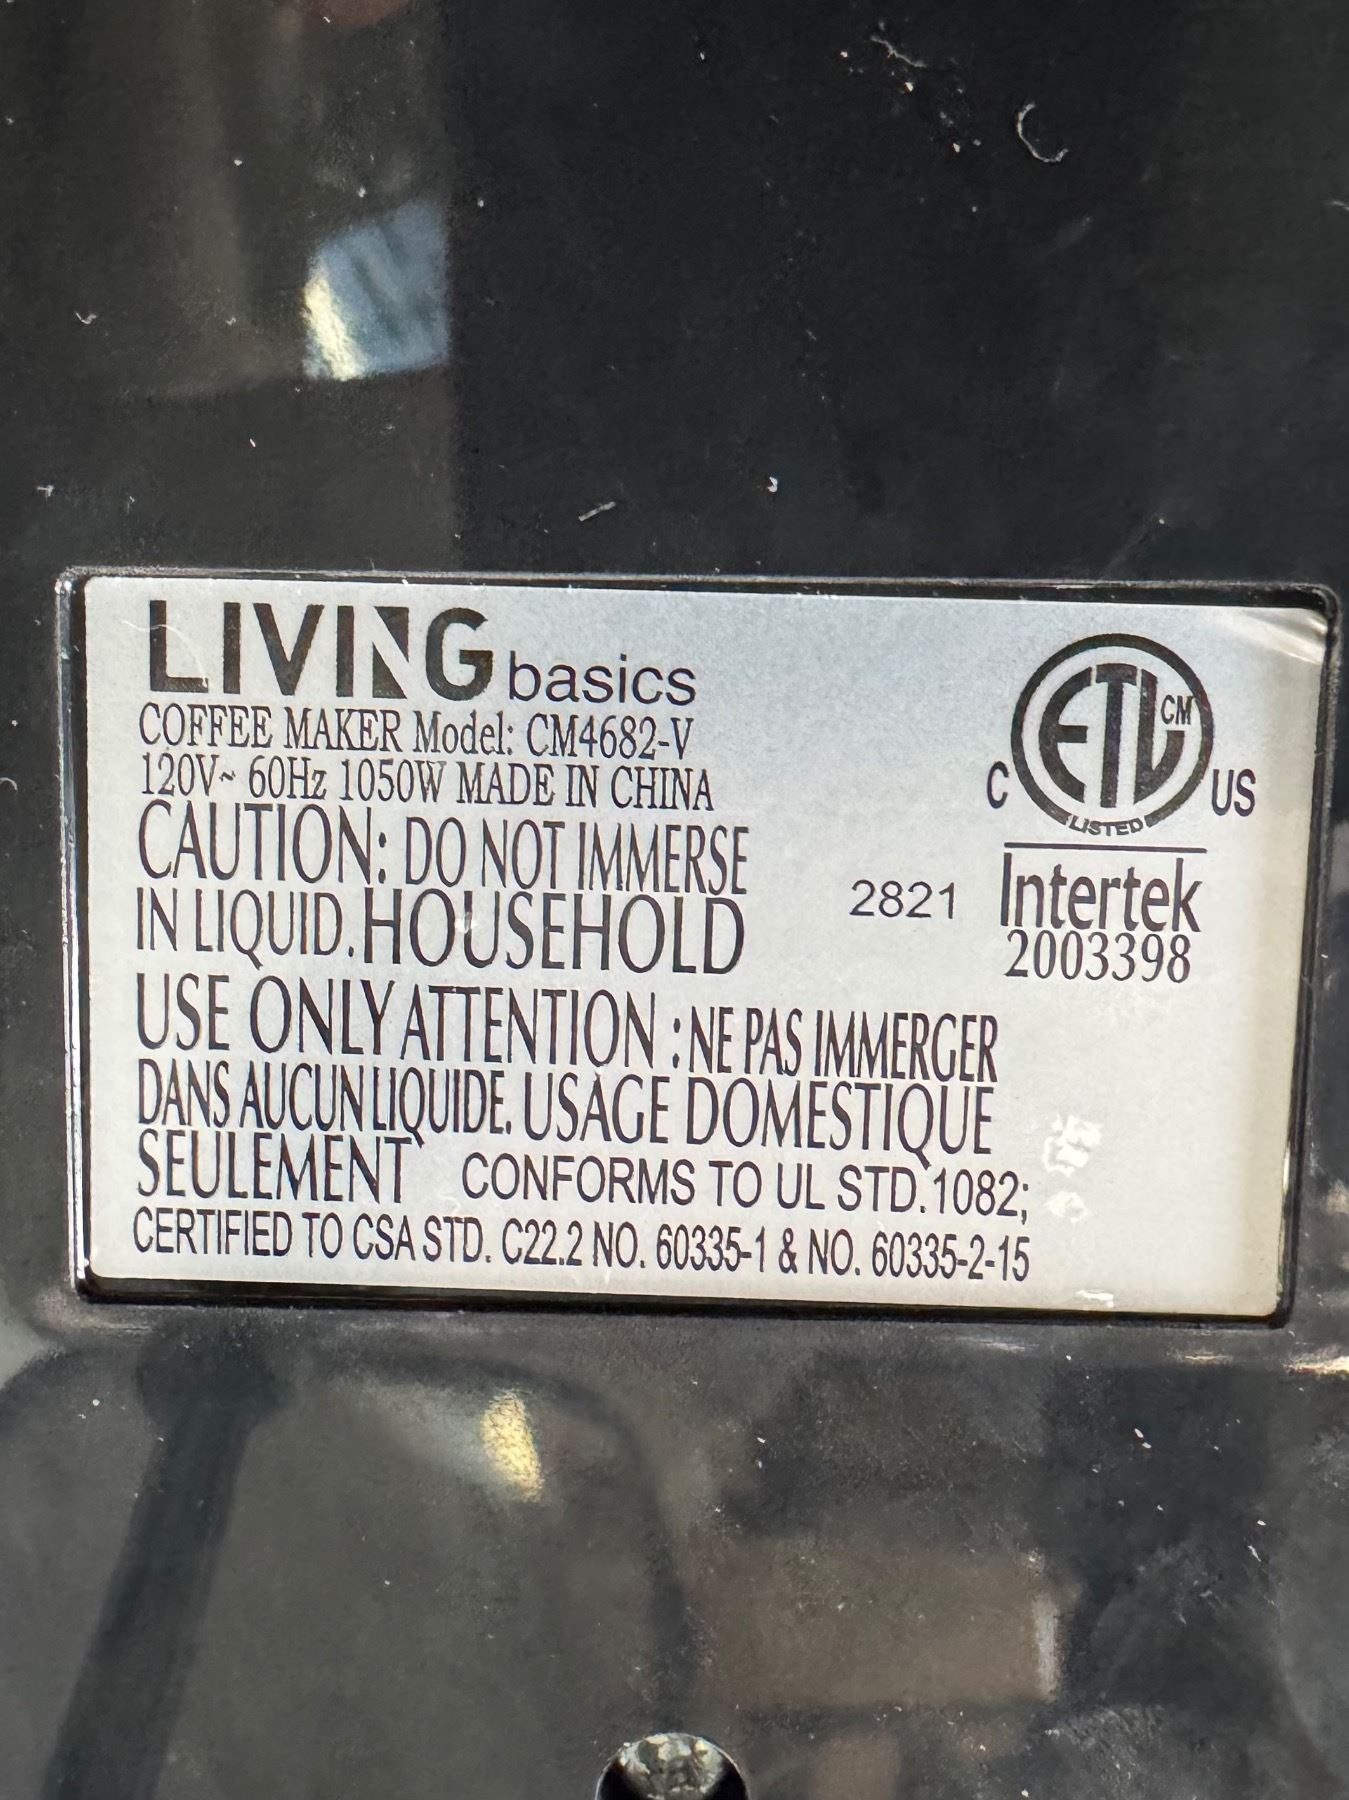 LIVING basics
COFFEE MAKER Model: CM4682-V
120V~ 60Hz 1050W MADE IN CHINA
CAUTION: DO NOT IMMERSE
IN LIQUID. HOUSEHOLD
USE ONLY ATTENTION : NE PAS IMMERGER
DANS AUCUN LIQUIDE. USAGE DOMESTIQUE
SEULEMENT CONFORMS TO UL STD. 1082;
CERTIFIED TO CSA STD. C22.2 NO. 60335-1 & NO. 60335-2-15
ETL CM
C US
LISTED
2821 Intertek
2003398